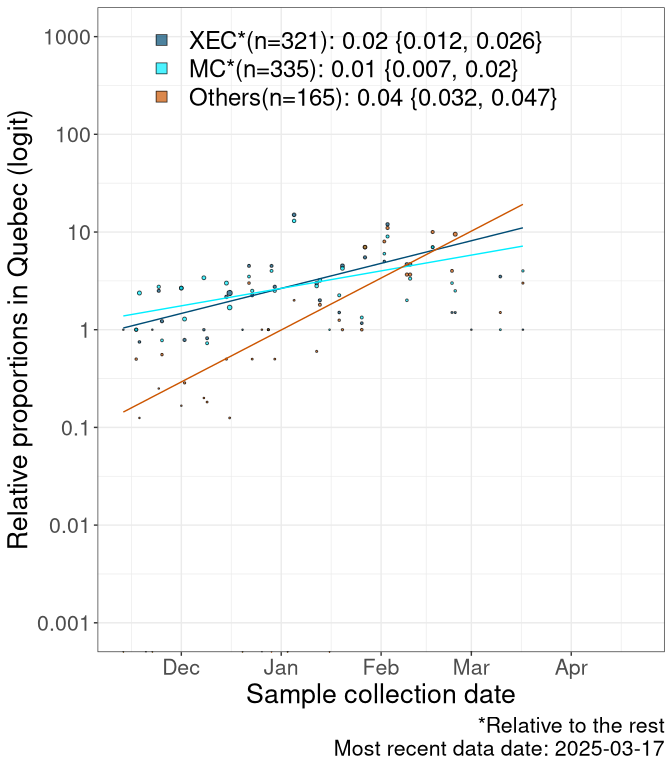 XEC*(n=321): 0.02 {0.012, 0.026}
MC*(n=335): 0.01 {0.007, 0.02}
Others(n=165): 0.04 {0.032, 0.047}
Relative proportions in Quebec (logit)
1000
100
10
1
0.1
0.01
0.001
Dec Jan Feb Mar Apr
Sample collection date
*Relative to the rest
Most recent data date: 2025-03-17